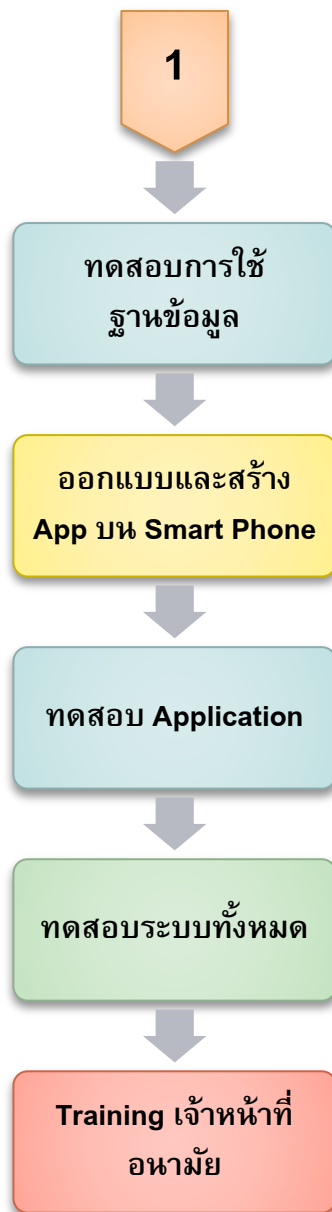 1
ทดสอบการใช้
ฐานข้อมูล
ออกแบบและสร้าง
App บน Smart Phone
ทดสอบ Application
ทดสอบระบบทั้งหมด
Training เจ้าหน้าที่
อนามัย